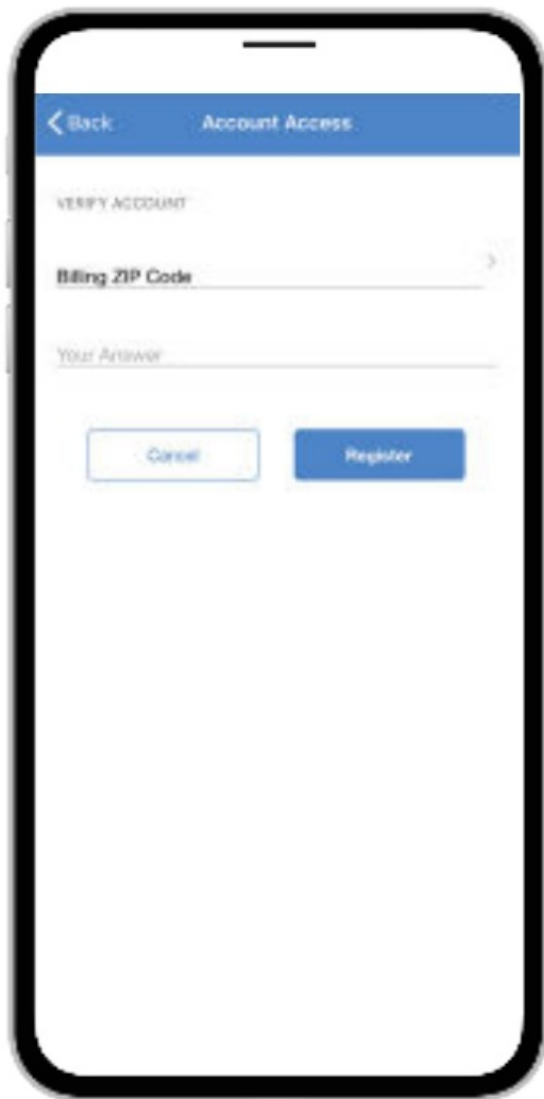 Back Account Access
VERIFY ACCOUNT
Billing ZIP Code
Your Answer
Cancel Register